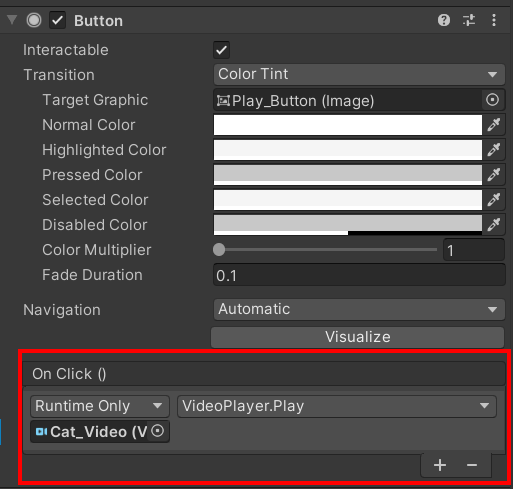 Button
Interactable
Transition Color Tint
Target Graphic Play_Button (Image)
Normal Color
Highlighted Color
Pressed Color
Selected Color
Disabled Color
Color Multiplier 1
Fade Duration 0.1
Navigation Automatic
Visualize
On Click ()
Runtime Only VideoPlayer.Play
Cat_Video (V
+ −